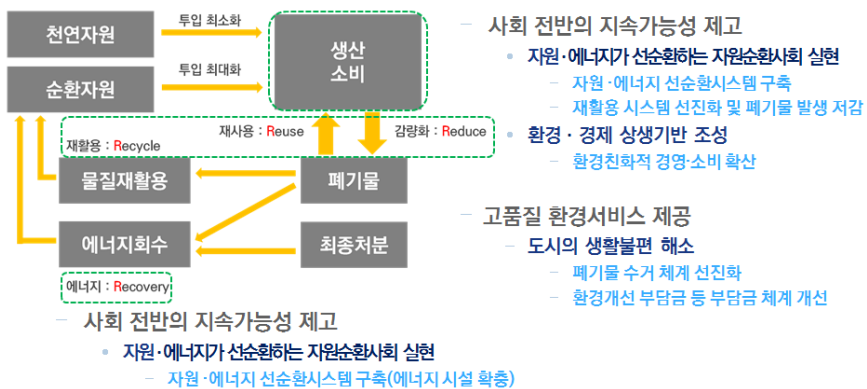 천연자원
투입 최소화
생산
소비
순환자원
투입 최대화
재사용 : Reuse
감량화 : Reduce
재활용 : Recycle
물질재활용
폐기물
에너지회수
최종처분
에너지 : Recovery
– 사회 전반의 지속가능성 제고
• 자원·에너지가 선순환하는 자원순환사회 실현
– 자원·에너지 선순환시스템 구축(에너지 시설 확충)
– 사회 전반의 지속가능성 제고
• 자원·에너지가 선순환하는 자원순환사회 실현
– 자원·에너지 선순환시스템 구축
– 재활용 시스템 선진화 및 폐기물 발생 저감
• 환경·경제 상생기반 조성
– 환경친화적 경영·소비 확산
– 고품질 환경서비스 제공
– 도시의 생활불편 해소
– 폐기물 수거 체계 선진화
– 환경개선 부담금 등 부담금 체계 개선